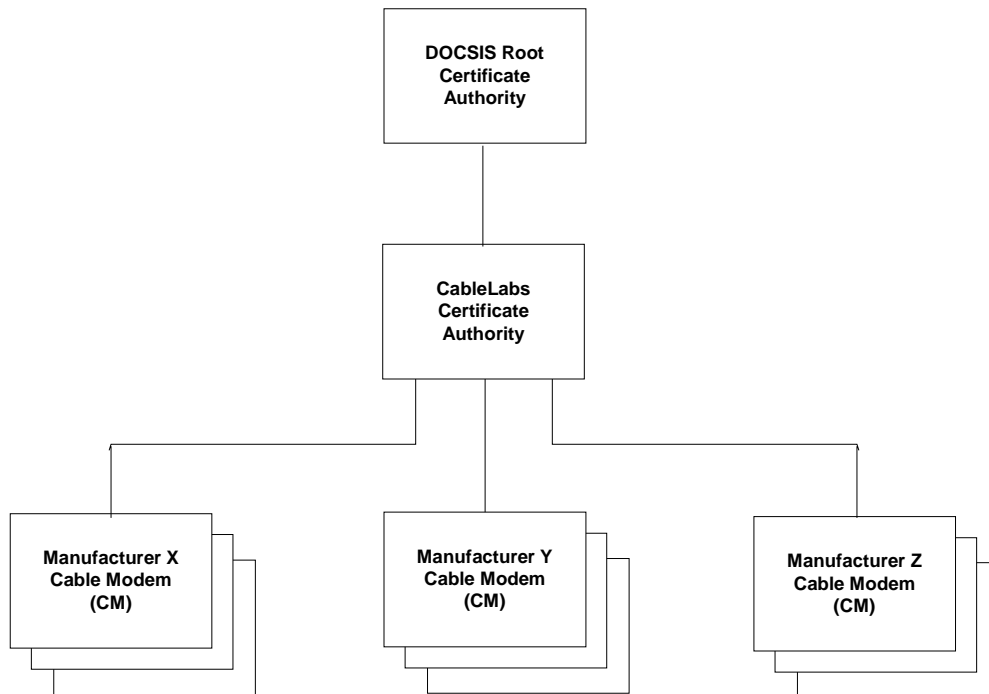 DOCSIS Root
Certificate
Authority
CableLabs
Certificate
Authority
Manufacturer X
Cable Modem
(CM)
Manufacturer Y
Cable Modem
(CM)
Manufacturer Z
Cable Modem
(CM)